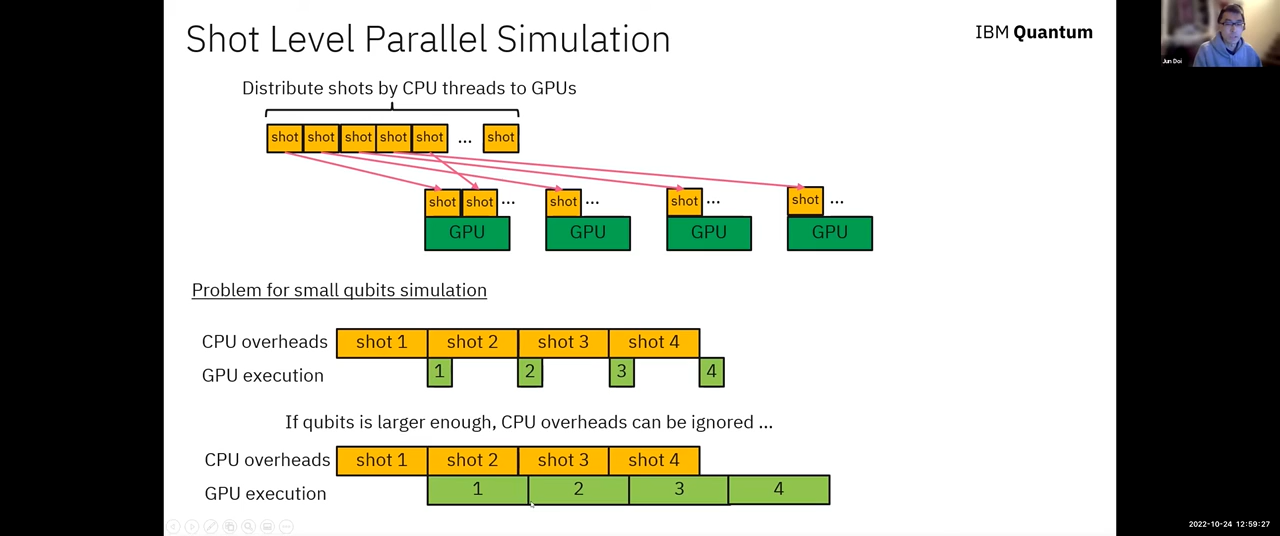 Shot Level Parallel Simulation
IBM Quantum
Jun Doi
Distribute shots by CPU threads to GPUs
shot shot shot shot shot ... shot
shot shot ... shot ... shot ... shot ...
GPU GPU GPU GPU
Problem for small qubits simulation
CPU overheads shot 1 shot 2 shot 3 shot 4
GPU execution 1 2 3 4
If qubits is larger enough, CPU overheads can be ignored ...
CPU overheads shot 1 shot 2 shot 3 shot 4
GPU execution 1 2 3 4
2022-10-24 12:59:27